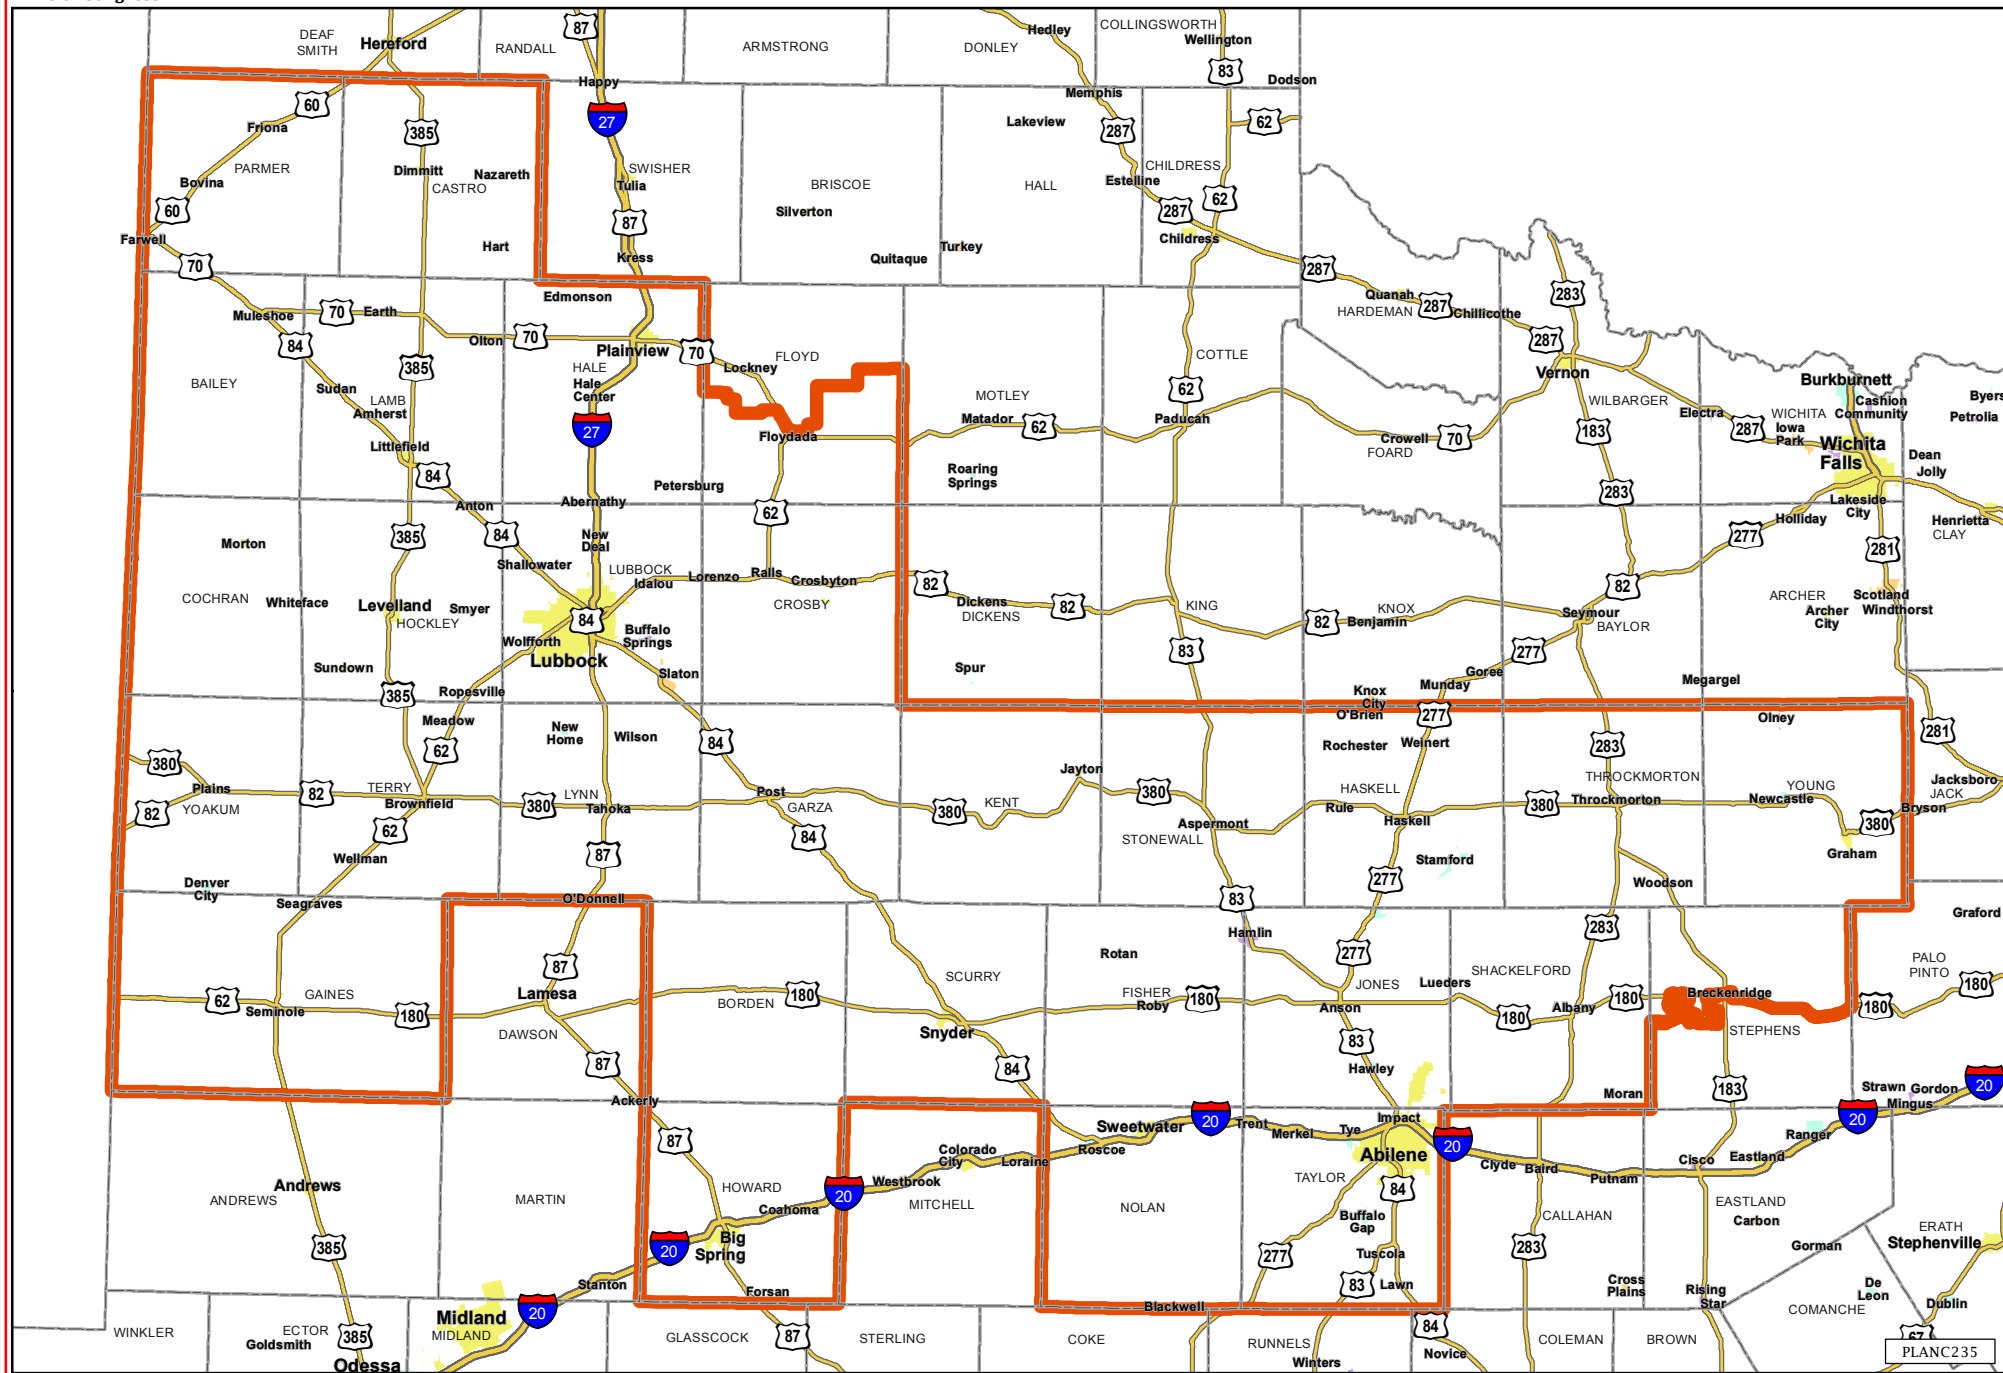 DEAF
SMITH
Hereford
RANDALL
87
ARMSTRONG
DONLEY
Hedley
COLLINGSWORTH
Wellington
83
Dodson
Happy
Memphis
60
27
Lakeview
287
62
Friona
385
PARMER
Dimmitt
CASTRO
Nazareth
SWISHER
Tulia
BRISCOE
HALL
CHILDRESS
Estelline
Bovina
60
Silverton
287
62
87
Farwell
Hart
Kress
Quitaque
Turkey
Childress
70
287
Edmonson
Quanah
287
HARDEMAN
Chillicothe
283
Muleshoe
70
Earth
84
Olton
70
Plainview
70
FLOYD
Lockney
COTTLE
287
Vernon
BAILEY
385
HALE
Hale
Center
Sudan
LAMB
Amherst
62
MOTLEY
Matador
62
Paducah
WILBARGER
Electra
Burkburnett
Cashion
Community
WICHITA
Iowa
Park
287
Byers
Petrolia
27
Littlefield
84
Floydada
Crowell
70
FOARD
183
Wichita
Falls
Dean
Jolly
Roaring
Springs
Petersburg
283
Anton
Abernathy
62
Lakeside
City
Holliday
277
Henrietta
CLAY
Morton
385
84
New
Deal
281
Shallowater
LUBBOCK
Idalou
Lorenzo
Ralls
Crosbyton
82
82
COCHRAN
Whiteface
Levelland
HOCKLEY
Smyer
84
CROSBY
Dickens
DICKENS
82
KING
82
KNOX
Benjamin
Seymour
BAYLOR
ARCHER
Archer
City
Scotland
Windthorst
Wolfforth
Buffalo
Springs
Lubbock
83
277
Sundown
Slaton
Spur
Goree
Munday
Megargel
385
Ropesville
Knox
City
O'Brien
277
Olney
Meadow
62
New
Home
Wilson
84
Rochester
Weinert
283
281
380
Plains
82
YOAKUM
82
TERRY
Brownfield
62
380
LYNN
Tahoka
Post
GARZA
84
380
KENT
Jayton
380
Aspermont
STONEWALL
HASKELL
Rule
Haskell
380
THROCKMORTON
Throckmorton
YOUNG
Newcastle
380
Jacksboro
JACK
Bryson
Wellman
87
Stamford
Graham
Denver
City
Seagraves
O'Donnell
83
277
Woodson
Hamlin
283
Graford
Rotan
277
87
SCURRY
PALO
PINTO
SHACKELFORD
62
GAINES
Seminole
180
Lamesa
BORDEN
180
FISHER
Roby
180
JONES
Anson
Lueders
180
Albany
180
Breckenridge
180
180
DAWSON
Snyder
83
STEPHENS
87
84
Hawley
Moran
183
20
Strawn
Gordon
Mingus
Ackerly
87
Sweetwater
20
Trent
Merkel
Tye
Impact
20
20
Ranger
Colorado
City
Loraine
Roscoe
Abilene
Clyde
Baird
Putnam
Cisco
Eastland
Andrews
ANDREWS
MARTIN
HOWARD
Coahoma
20
Westbrook
MITCHELL
NOLAN
TAYLOR
84
Buffalo
Gap
CALLAHAN
EASTLAND
Carbon
ERATH
Stephenville
385
20
Big
Spring
277
Tuscola
283
Gorman
Stanton
Forsan
83
Lawn
Cross
Plains
Rising
Star
De
Leon
Midland
20
Blackwell
COMANCHE
Dublin
WINKLER
ECTOR
Goldsmith
385
MIDLAND
GLASSCOCK
87
STERLING
COKE
RUNNELS
84
COLEMAN
BROWN
67
Odessa
Winters
Novice
PLANC235